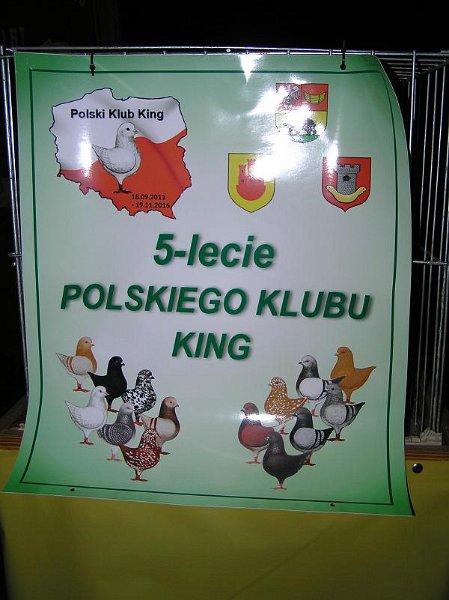 Polski Klub King
18.09.2011
- 19.11.2016
5-lecie
POLSKIEGO KLUBU
KING